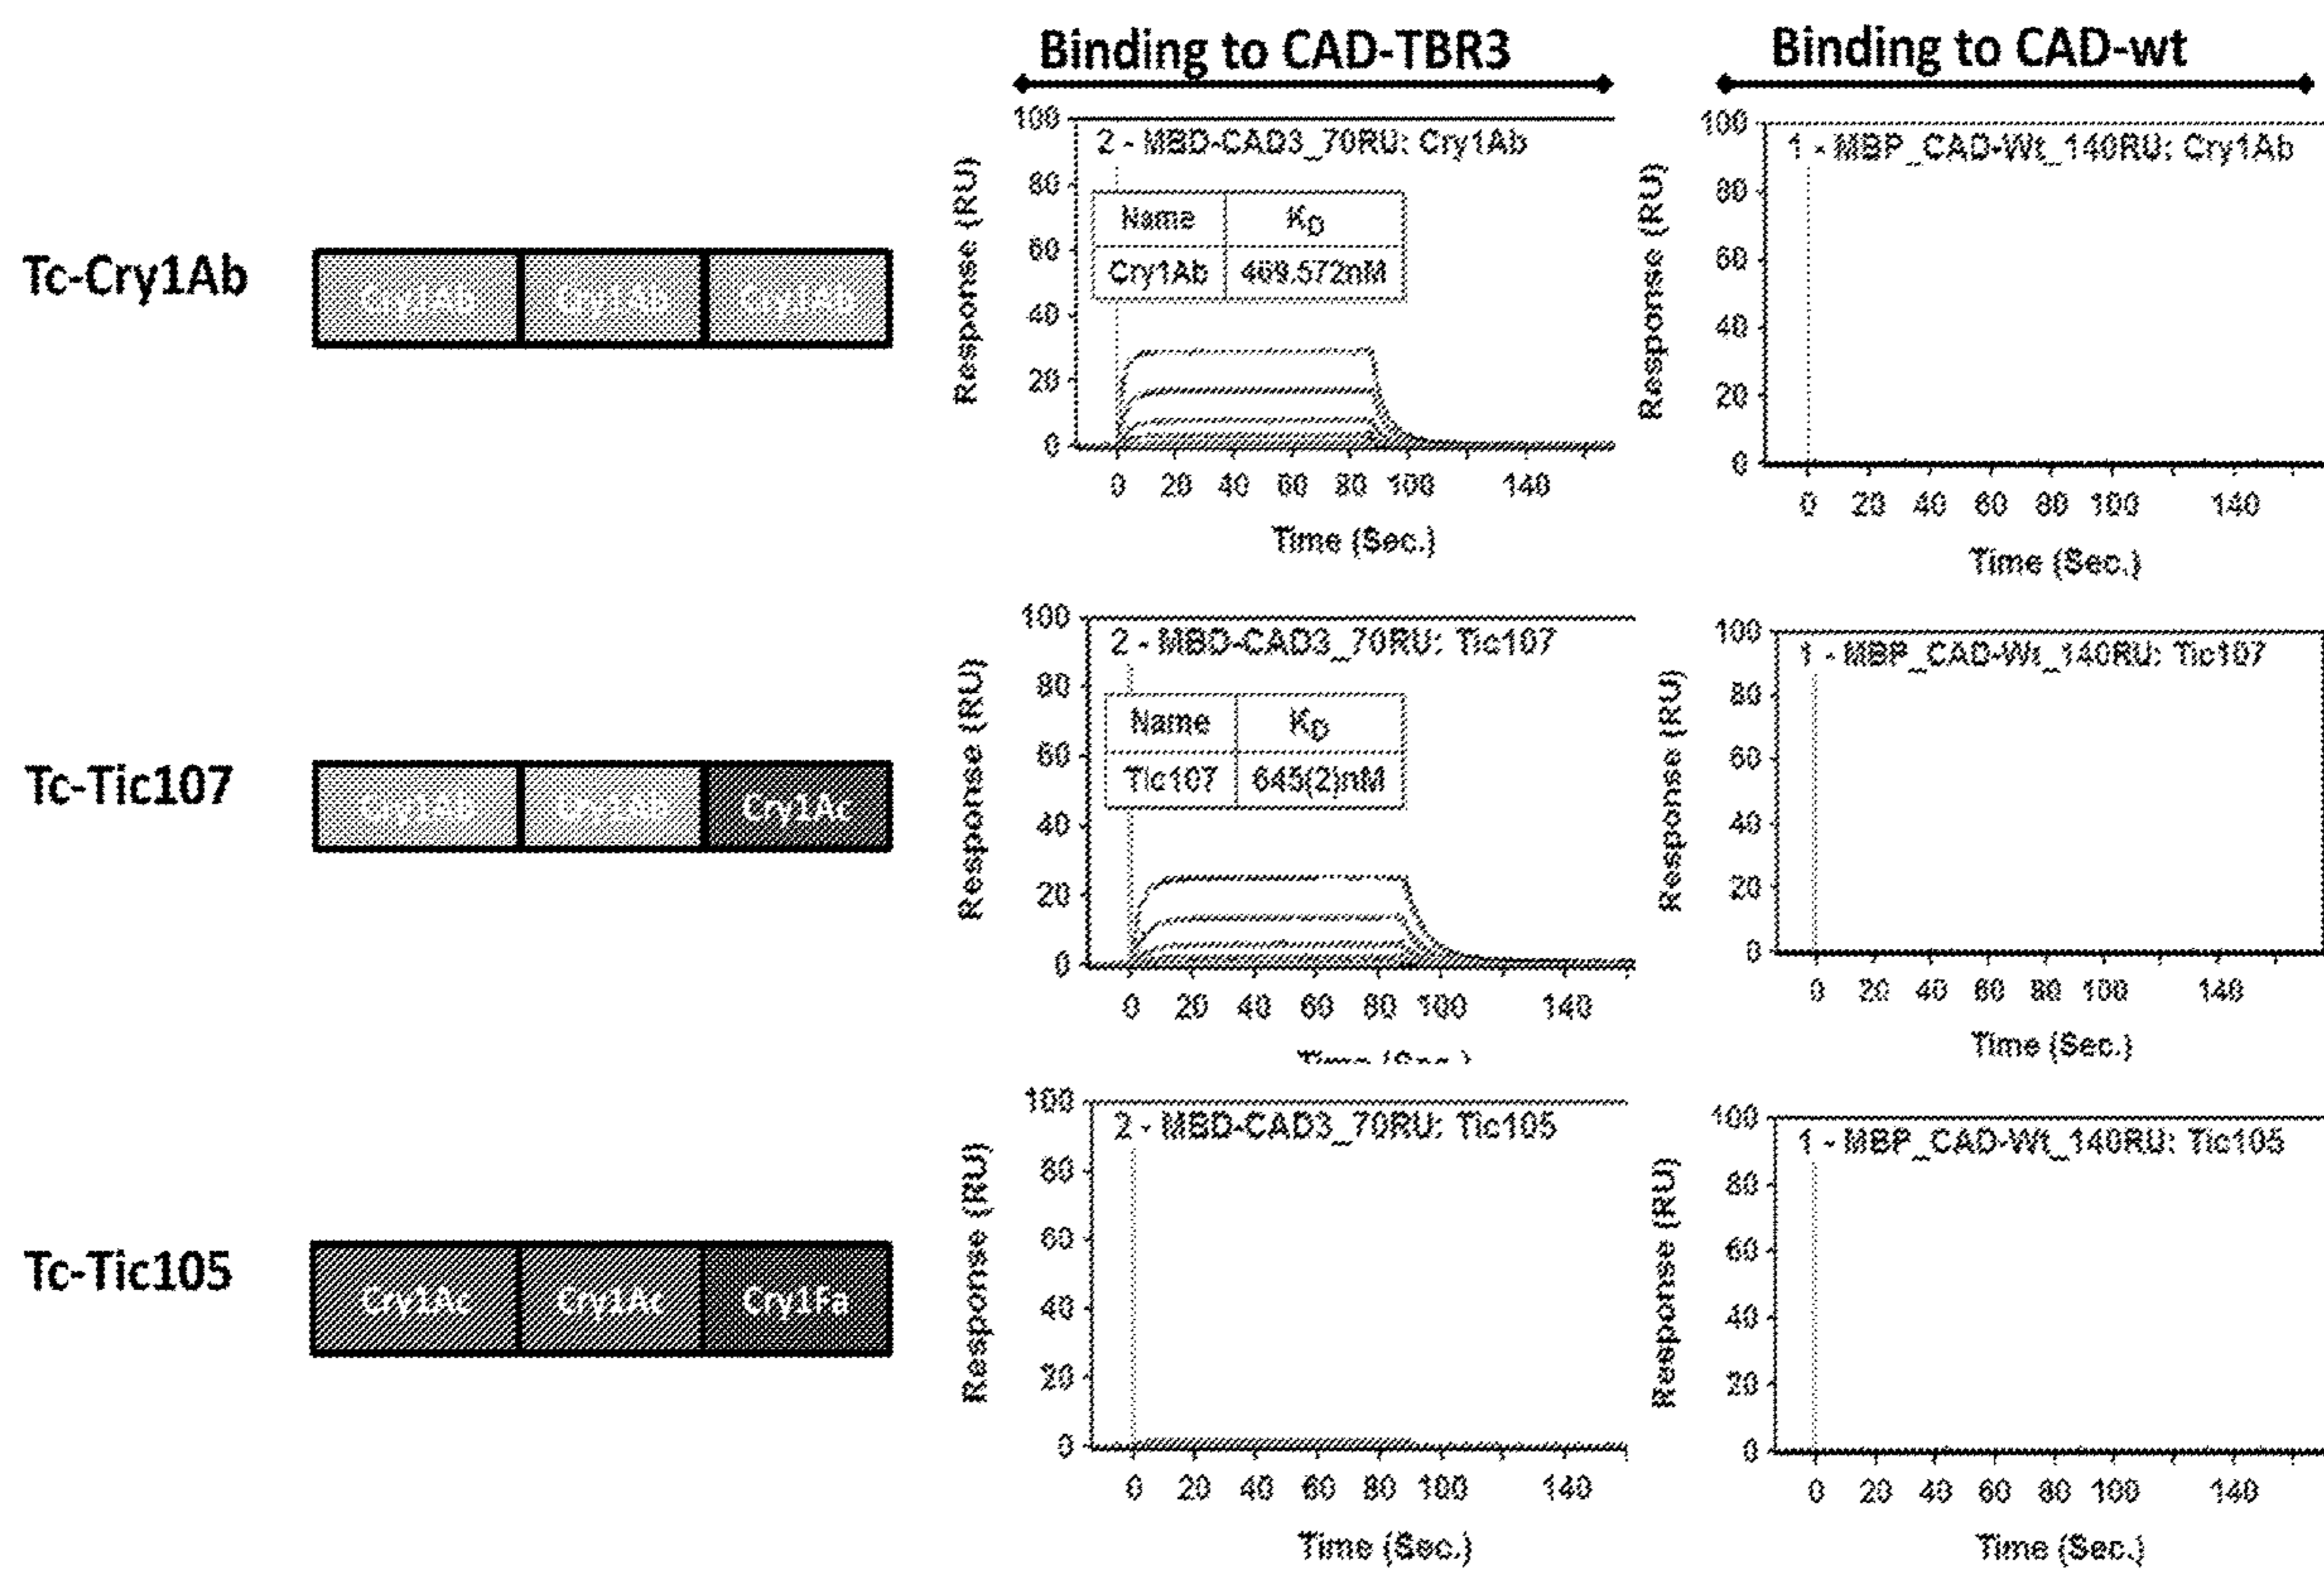 Binding to CAD-TBR3
Binding to CAD-wt
Tc-Cry1Ab
Cry1Ab
Cry1Ab
Cry1Ab
Response (RU)
100
80
60
40
20
0
2 - MBD-CAD3_70RU: Cry1Ab
Name
KD
Cry1Ab
469.572nM
0 20 40 60 80 100 140
Time (Sec.)
Response (RU)
100
80
60
40
20
0
1 - MBP_CAD-Wt_140RU: Cry1Ab
0 20 40 60 80 100 140
Time (Sec.)
Tc-Tic107
Cry1Ab
Cry1Ab
Cry1Ac
Response (RU)
100
80
60
40
20
0
2 - MBD-CAD3_70RU: Tic107
Name
KD
Tic107
645(2)nM
0 20 40 60 80 100 140
Response (RU)
100
80
60
40
20
0
1 - MBP_CAD-Wt_140RU: Tic107
0 20 40 60 80 100 140
Time (Sec.)
Tc-Tic105
Cry1Ac
Cry1Ac
Cry1Fa
Response (RU)
100
80
60
40
20
0
2 - MBD-CAD3_70RU: Tic105
0 20 40 60 80 100 140
Time (Sec.)
Response (RU)
100
80
60
40
20
0
1 - MBP_CAD-Wt_140RU: Tic105
0 20 40 60 80 100 140
Time (Sec.)